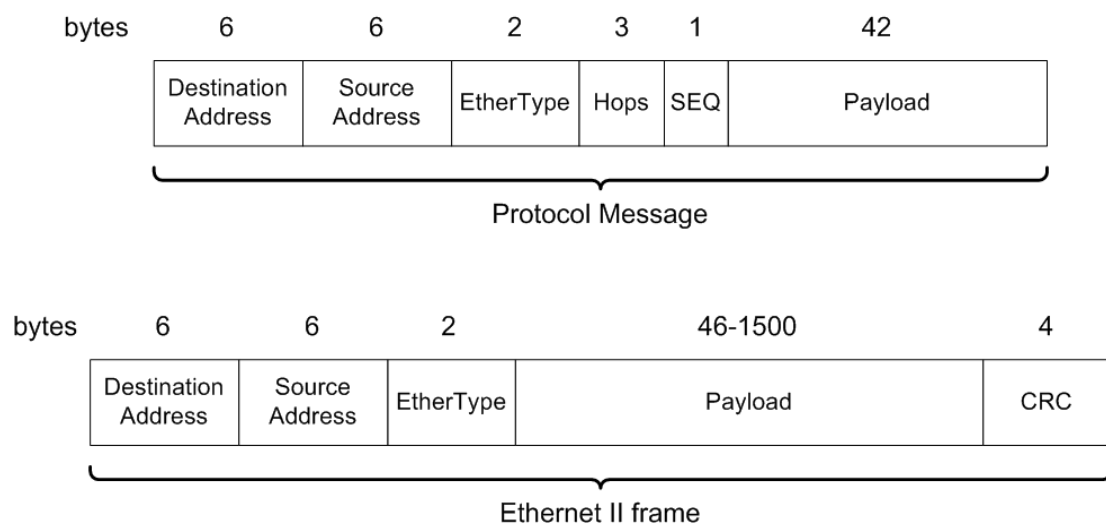 bytes 6 6 2 3 1 42
Destination Address Source Address EtherType Hops SEQ Payload
Protocol Message
bytes 6 6 2 46-1500 4
Destination Address Source Address EtherType Payload CRC
Ethernet II frame